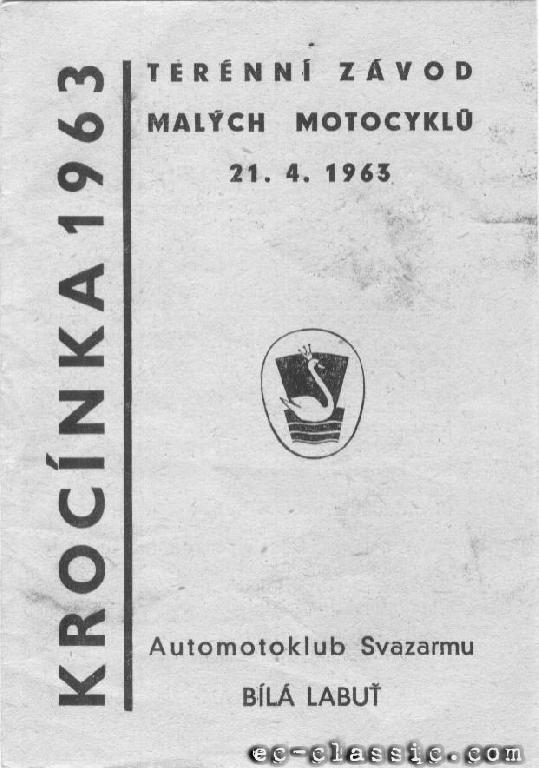 KROCÍNKA 1963
TERÉNNÍ ZÁVOD
MALÝCH MOTOCYKLŮ
21. 4. 1963
Automotoklub Svazarmu
BÍLÁ LABUŤ
ec-classic.com